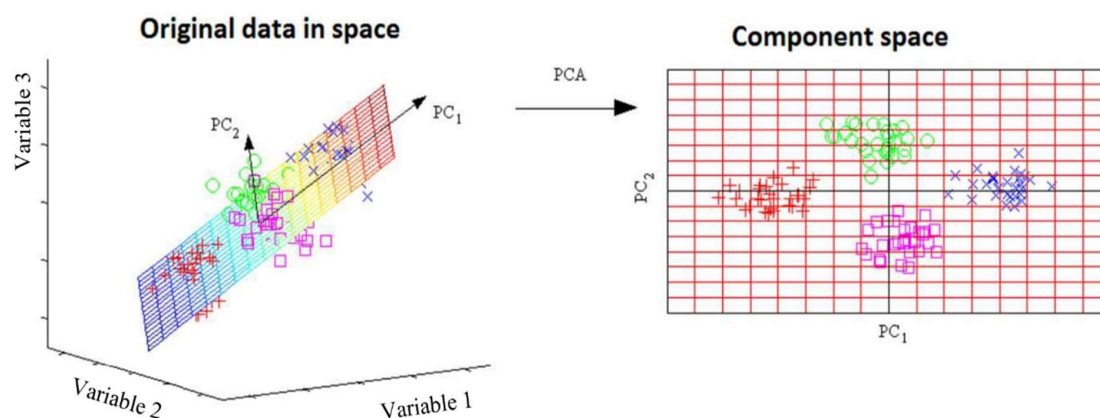 Original data in space
Component space
Variable 3
PC2
PC1
PCA
PC2
Variable 2
Variable 1
PC1